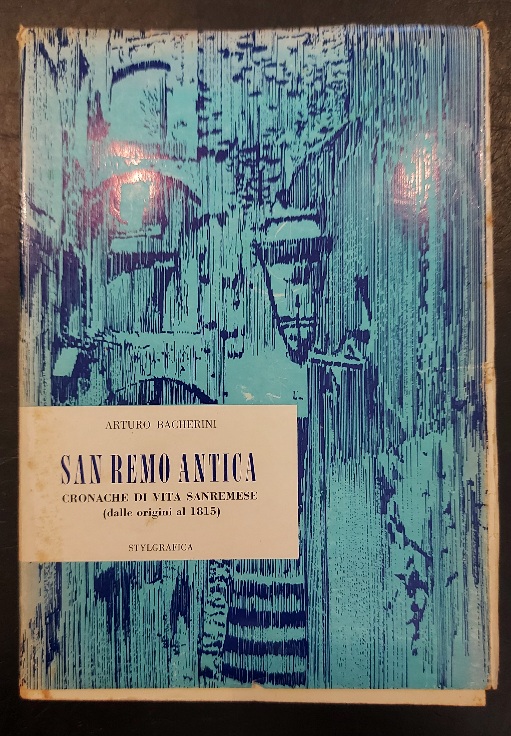 ARTURO BACHERINI
SAN REMO ANTICA
CRONACHE DI VITA SANREMESE
(dalle origini al 1815)
STYLGRAFICA